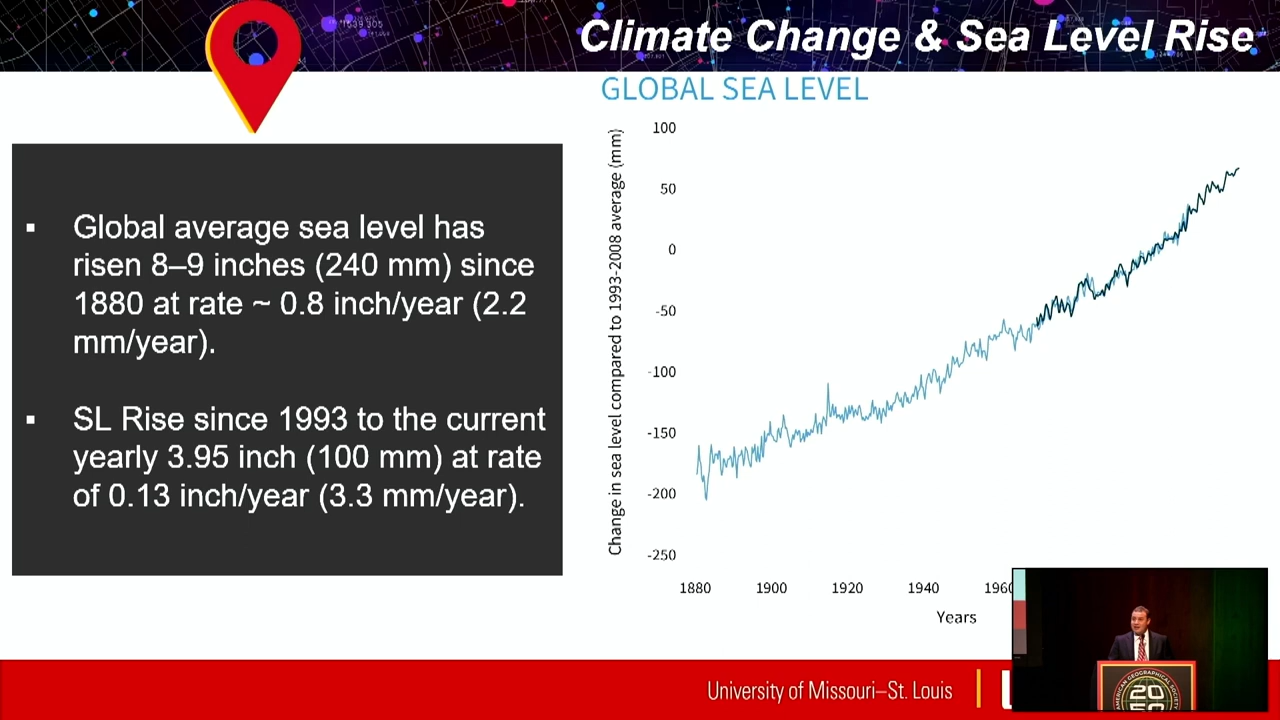 Climate Change & Sea Level Rise
GLOBAL SEA LEVEL
▪ Global average sea level has
risen 8–9 inches (240 mm) since
1880 at rate ~ 0.8 inch/year (2.2
mm/year).
▪ SL Rise since 1993 to the current
yearly 3.95 inch (100 mm) at rate
of 0.13 inch/year (3.3 mm/year).
Change in sea level compared to 1993-2008 average (mm)
100
50
0
-50
-100
-150
-200
-250
1880 1900 1920 1940
Years
University of Missouri–St. Louis
AMERICAN GEOGRAPHICAL SOCIETY
20